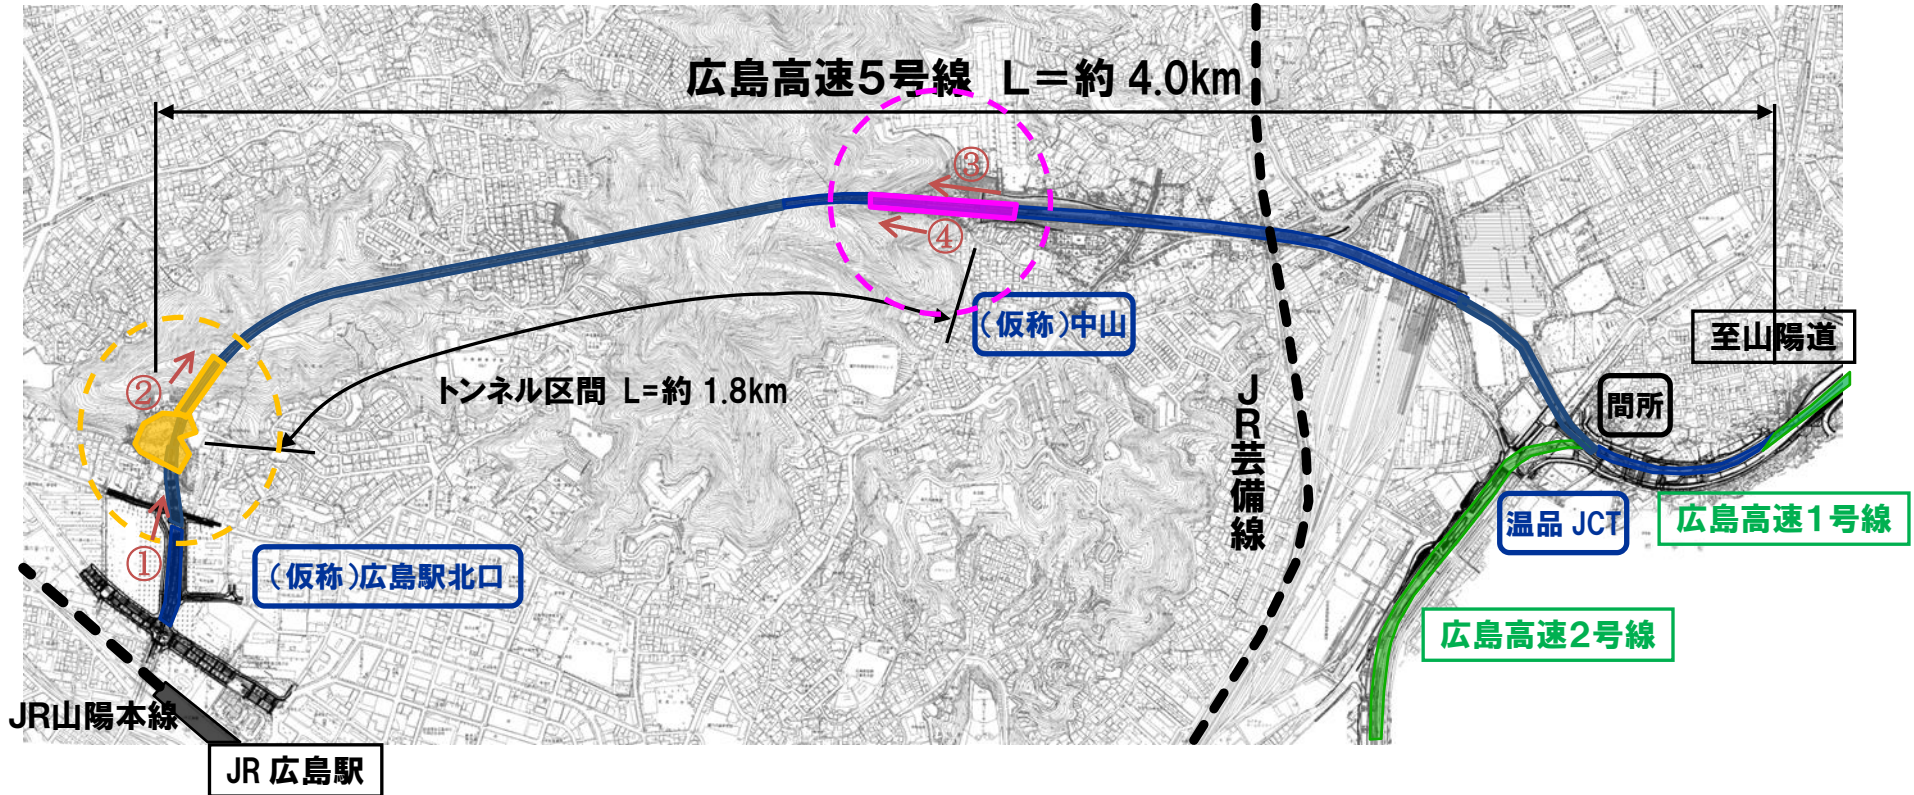 広島高速5号線 L=約 4.0km
③
④
(仮称)中山
至山陽道
②
トンネル区間 L=約 1.8km
間所
JR芸備線
①
(仮称)広島駅北口
温品 JCT
広島高速1号線
広島高速2号線
JR山陽本線
JR 広島駅